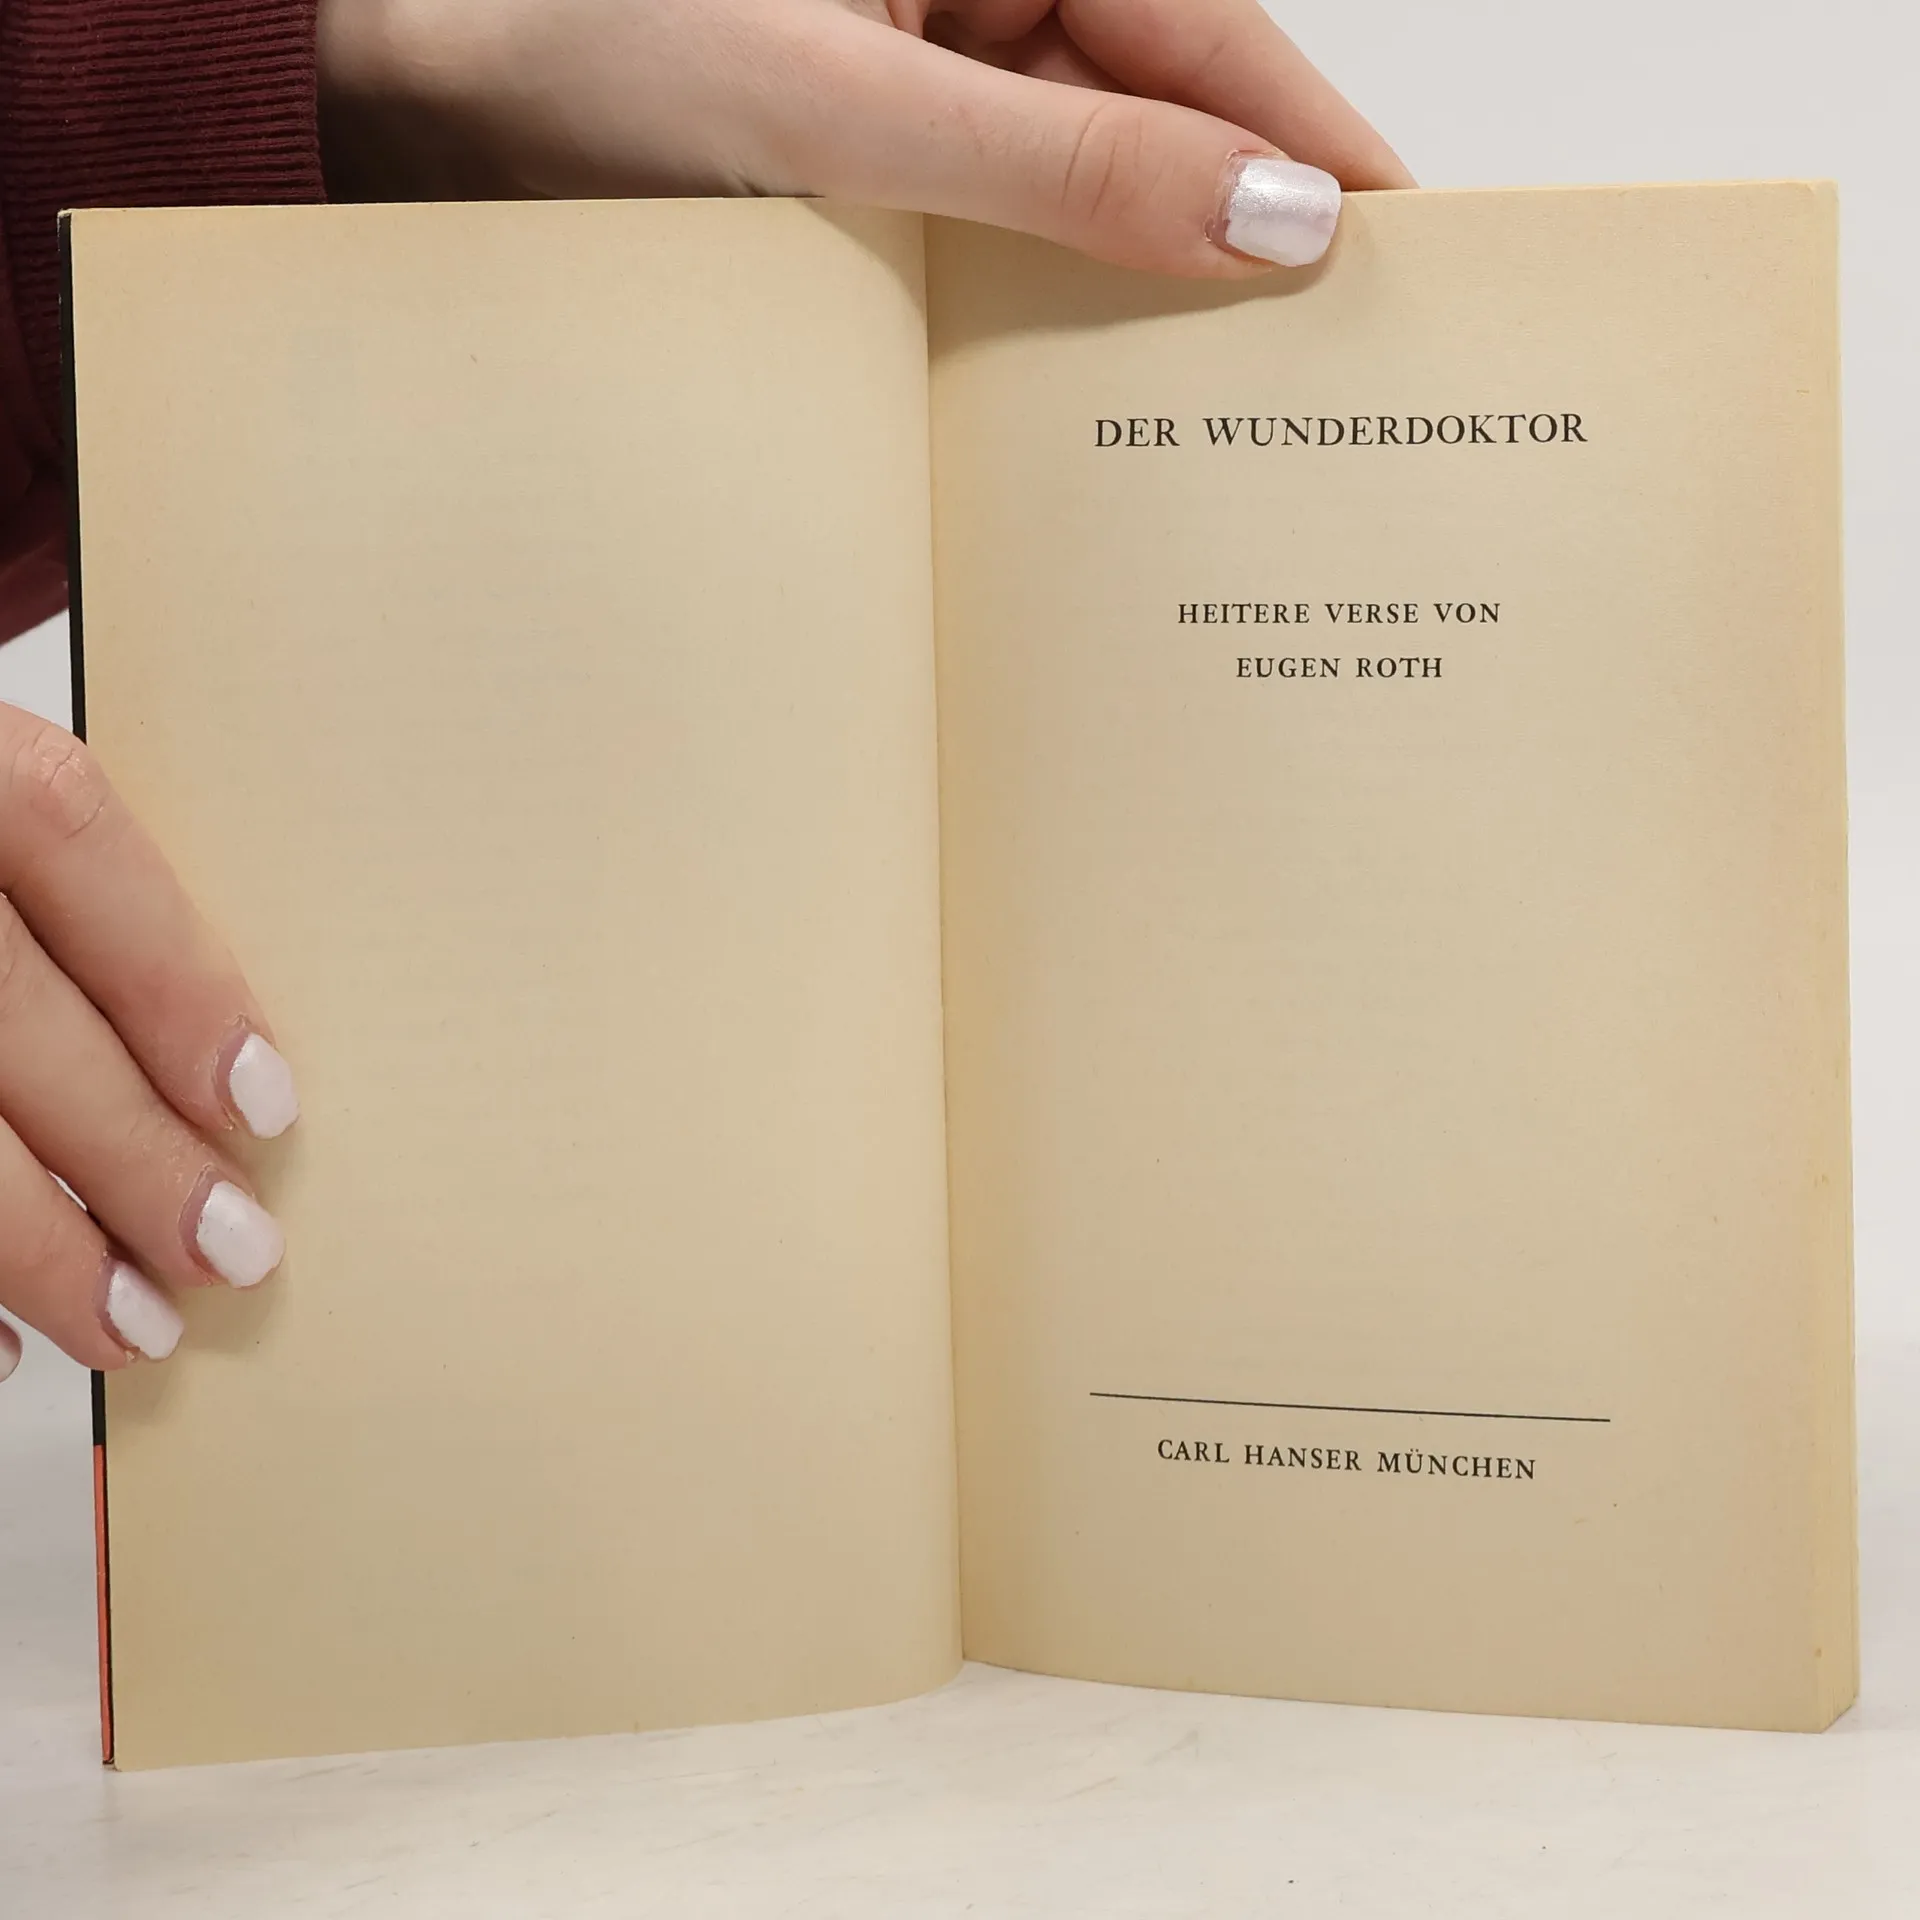 DER WUNDERDOKTOR
HEITERE VERSE VON
EUGEN ROTH
CARL HANSER MÜNCHEN